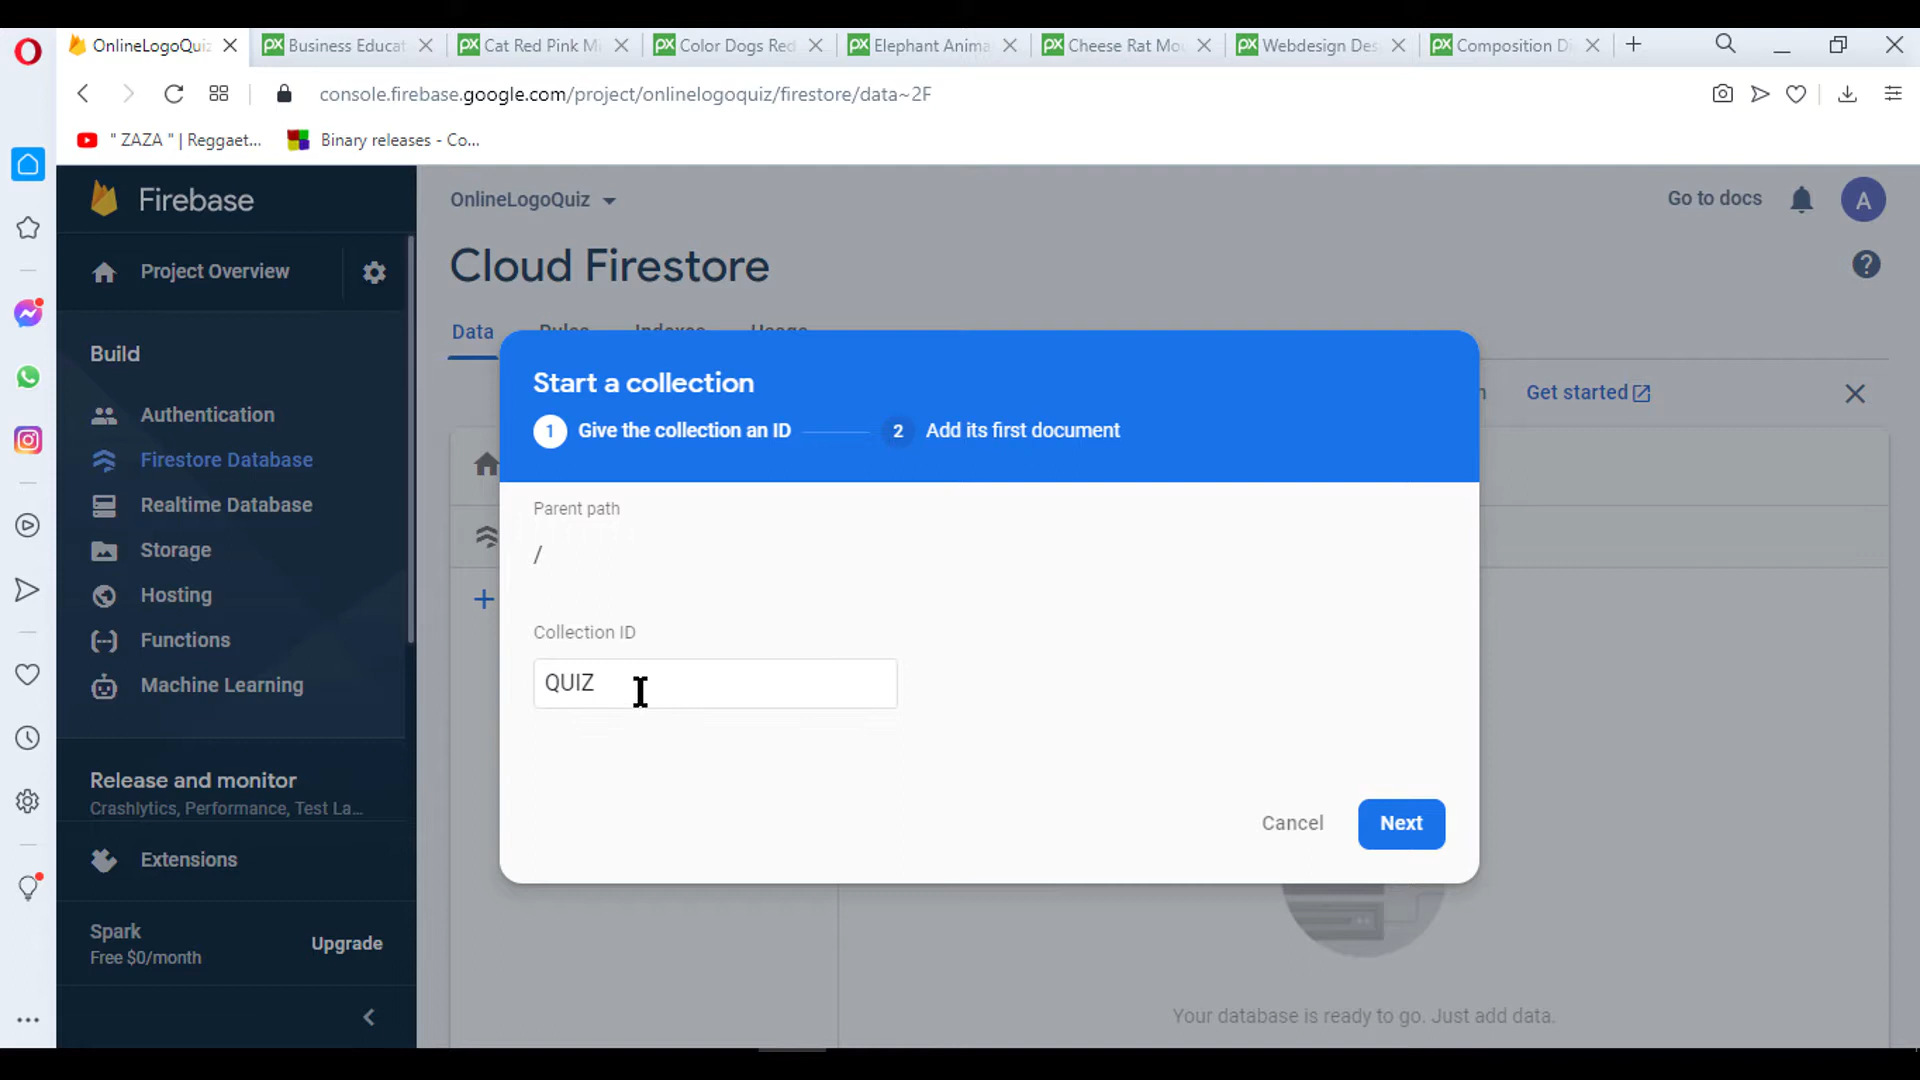 OnlineLogoQuiz
Business Educat
Cat Red Pink Mi
Color Dogs Red
Elephant Anima
Cheese Rat Mou
Webdesign Des
Composition Di
console.firebase.google.com/project/onlinelogoquiz/firestore/data~2F
" ZAZA " | Reggaet...
Binary releases - Co...
Firebase
OnlineLogoQuiz
Go to docs
A
Project Overview
Cloud Firestore
Data
Rules
Indexes
Usage
Build
Authentication
Firestore Database
Realtime Database
Storage
Hosting
Functions
Machine Learning
Release and monitor
Crashlytics, Performance, Test La...
Extensions
Spark
Free $0/month
Upgrade
Get started
Start a collection
1 Give the collection an ID
2 Add its first document
Parent path
/
Collection ID
QUIZ
Cancel
Next
Your database is ready to go. Just add data.